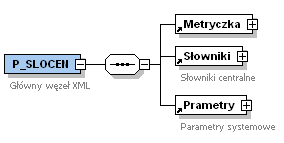 Metryczka
P_SLOCEN
Główny węzeł XML
Słowniki
Słowniki centralne
Prametry
Parametry systemowe